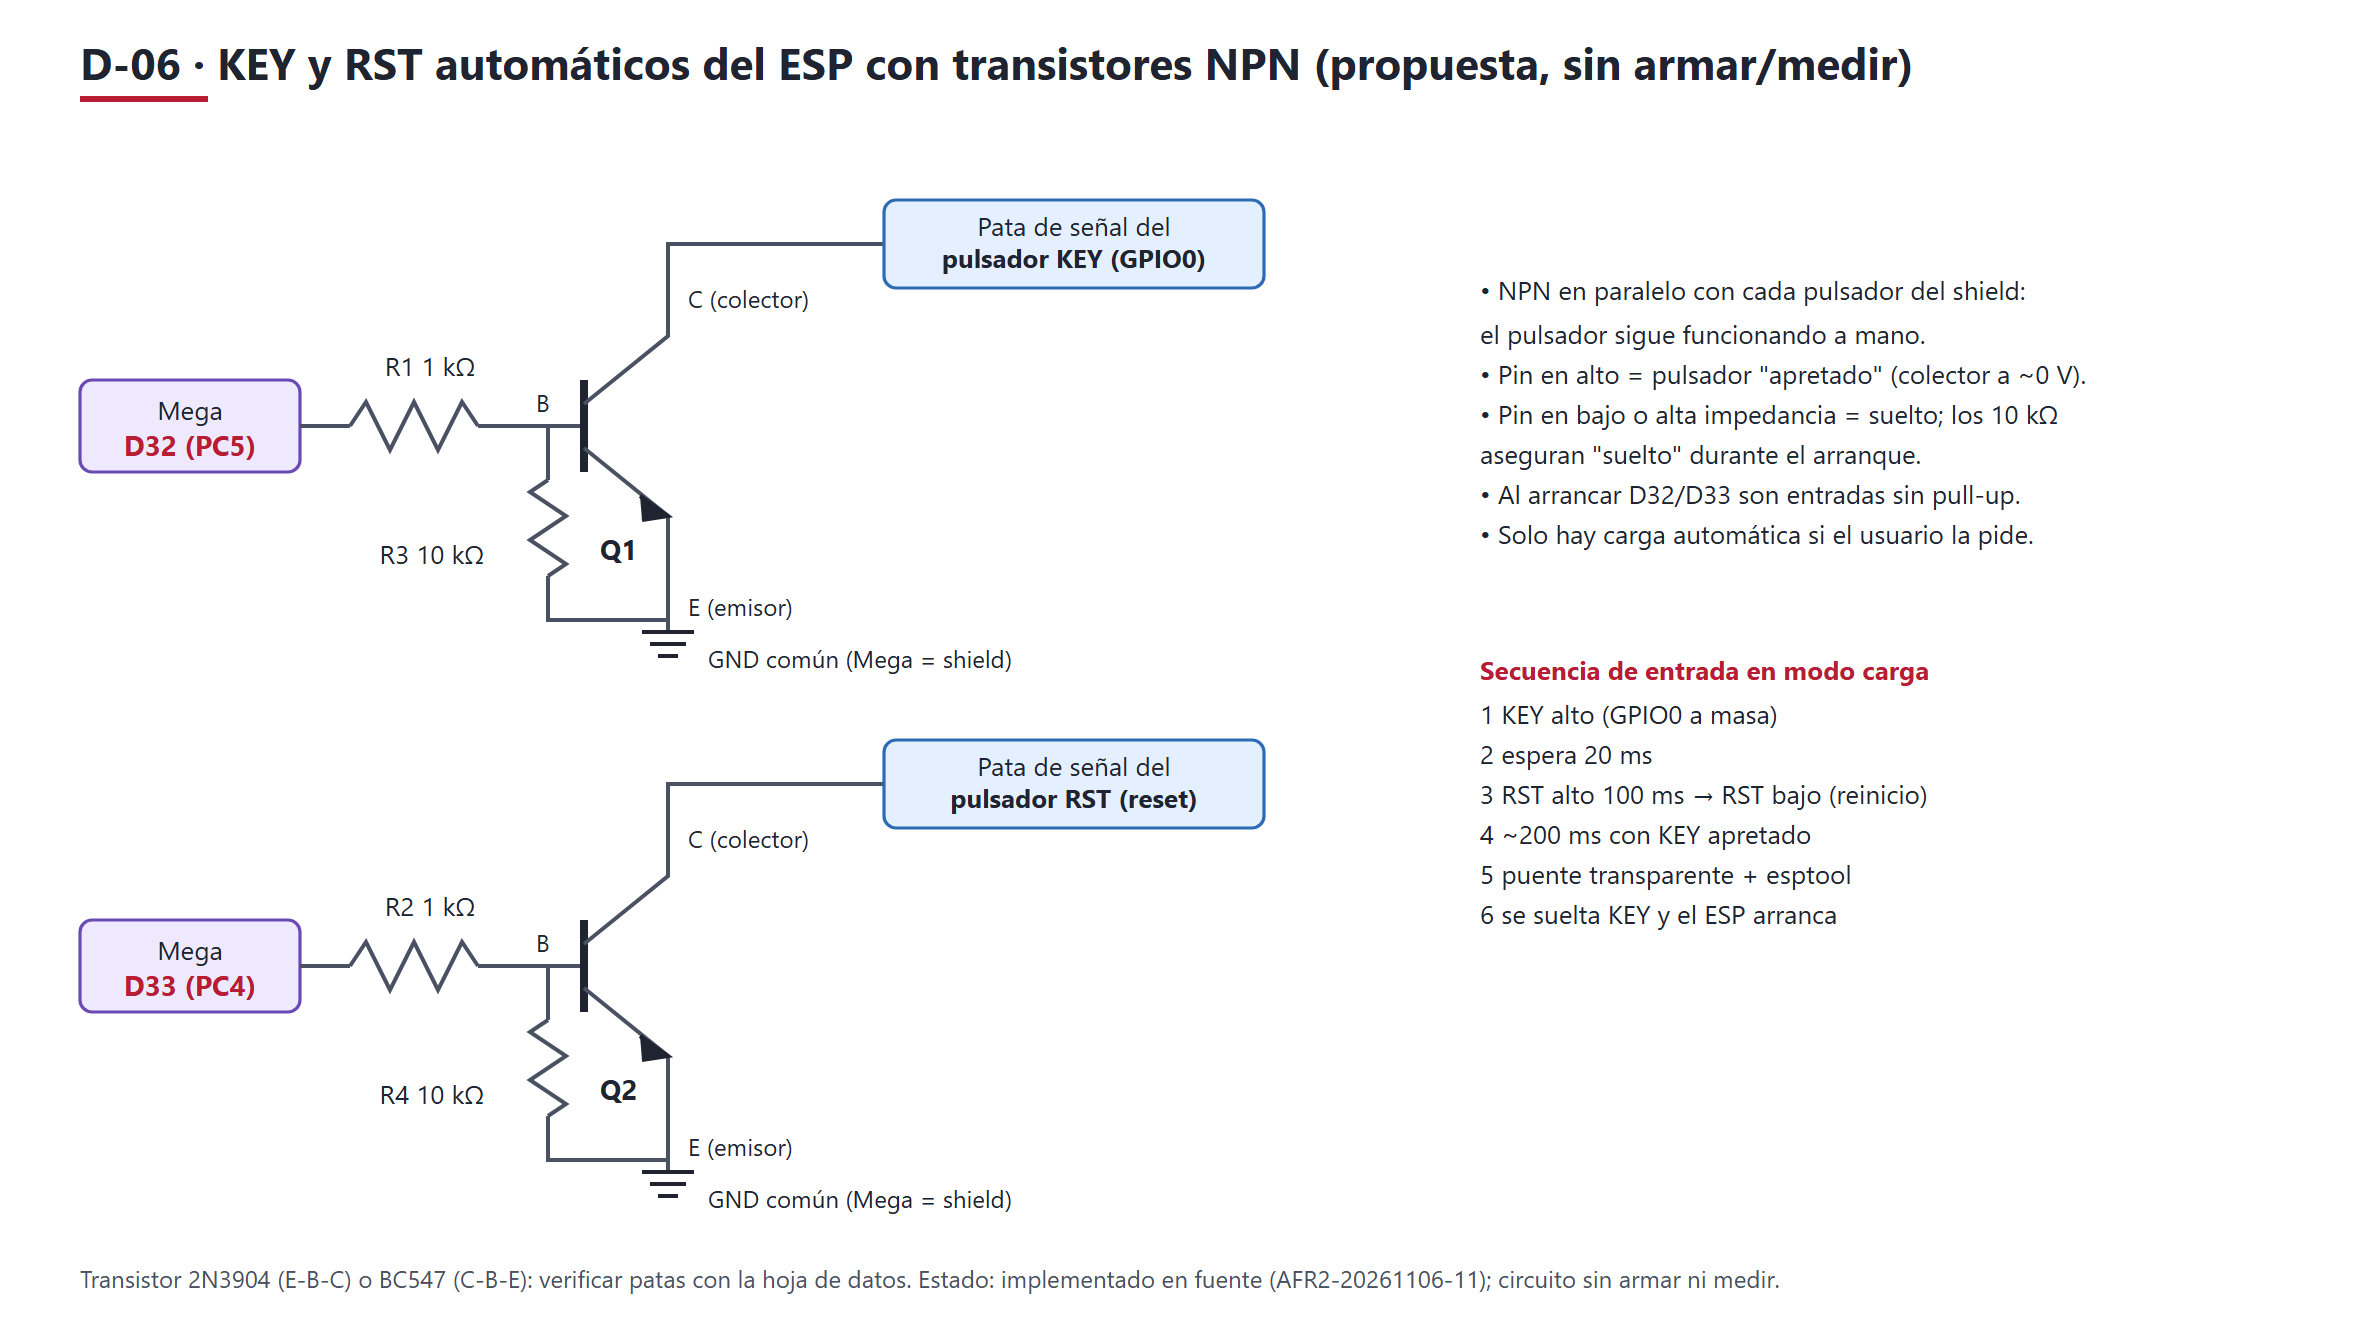 D-06 · KEY y RST automáticos del ESP con transistores NPN (propuesta, sin armar/medir)
Pata de señal del
pulsador KEY (GPIO0)
C (colector)
R1 1 kΩ
B
Mega
D32 (PC5)
R3 10 kΩ
Q1
E (emisor)
GND común (Mega = shield)
Pata de señal del
pulsador RST (reset)
C (colector)
R2 1 kΩ
B
Mega
D33 (PC4)
R4 10 kΩ
Q2
E (emisor)
GND común (Mega = shield)
• NPN en paralelo con cada pulsador del shield:
el pulsador sigue funcionando a mano.
• Pin en alto = pulsador "apretado" (colector a ~0 V).
• Pin en bajo o alta impedancia = suelto; los 10 kΩ
aseguran "suelto" durante el arranque.
• Al arrancar D32/D33 son entradas sin pull-up.
• Solo hay carga automática si el usuario la pide.
Secuencia de entrada en modo carga
1 KEY alto (GPIO0 a masa)
2 espera 20 ms
3 RST alto 100 ms → RST bajo (reinicio)
4 ~200 ms con KEY apretado
5 puente transparente + esptool
6 se suelta KEY y el ESP arranca
Transistor 2N3904 (E-B-C) o BC547 (C-B-E): verificar patas con la hoja de datos. Estado: implementado en fuente (AFR2-20261106-11); circuito sin armar ni medir.